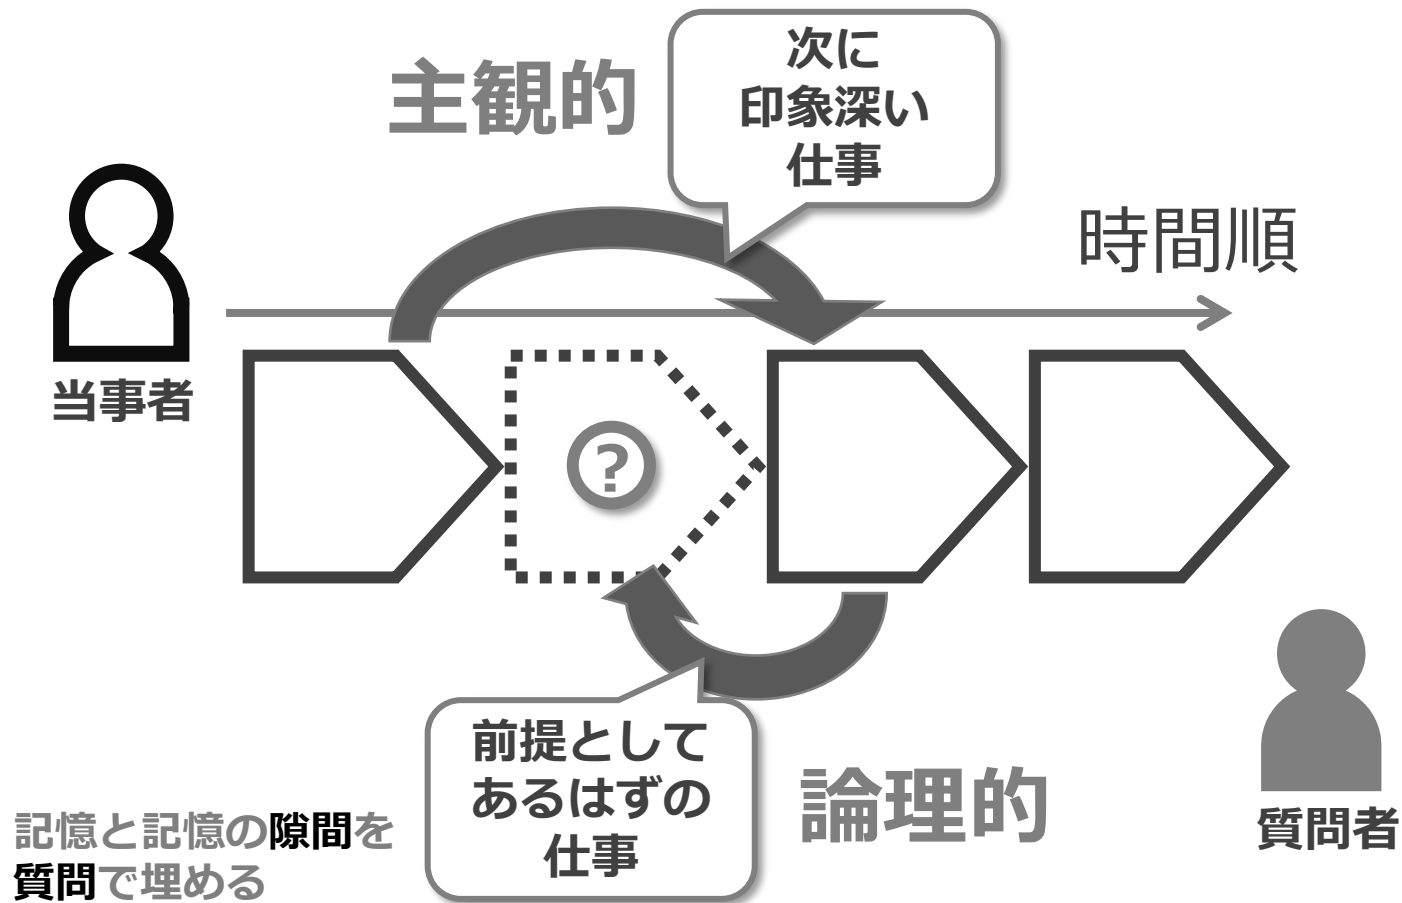 主観的
次に
印象深い
仕事
時間順
当事者
?
前提として
あるはずの
仕事
論理的
質問者
記憶と記憶の隙間を
質問で埋める